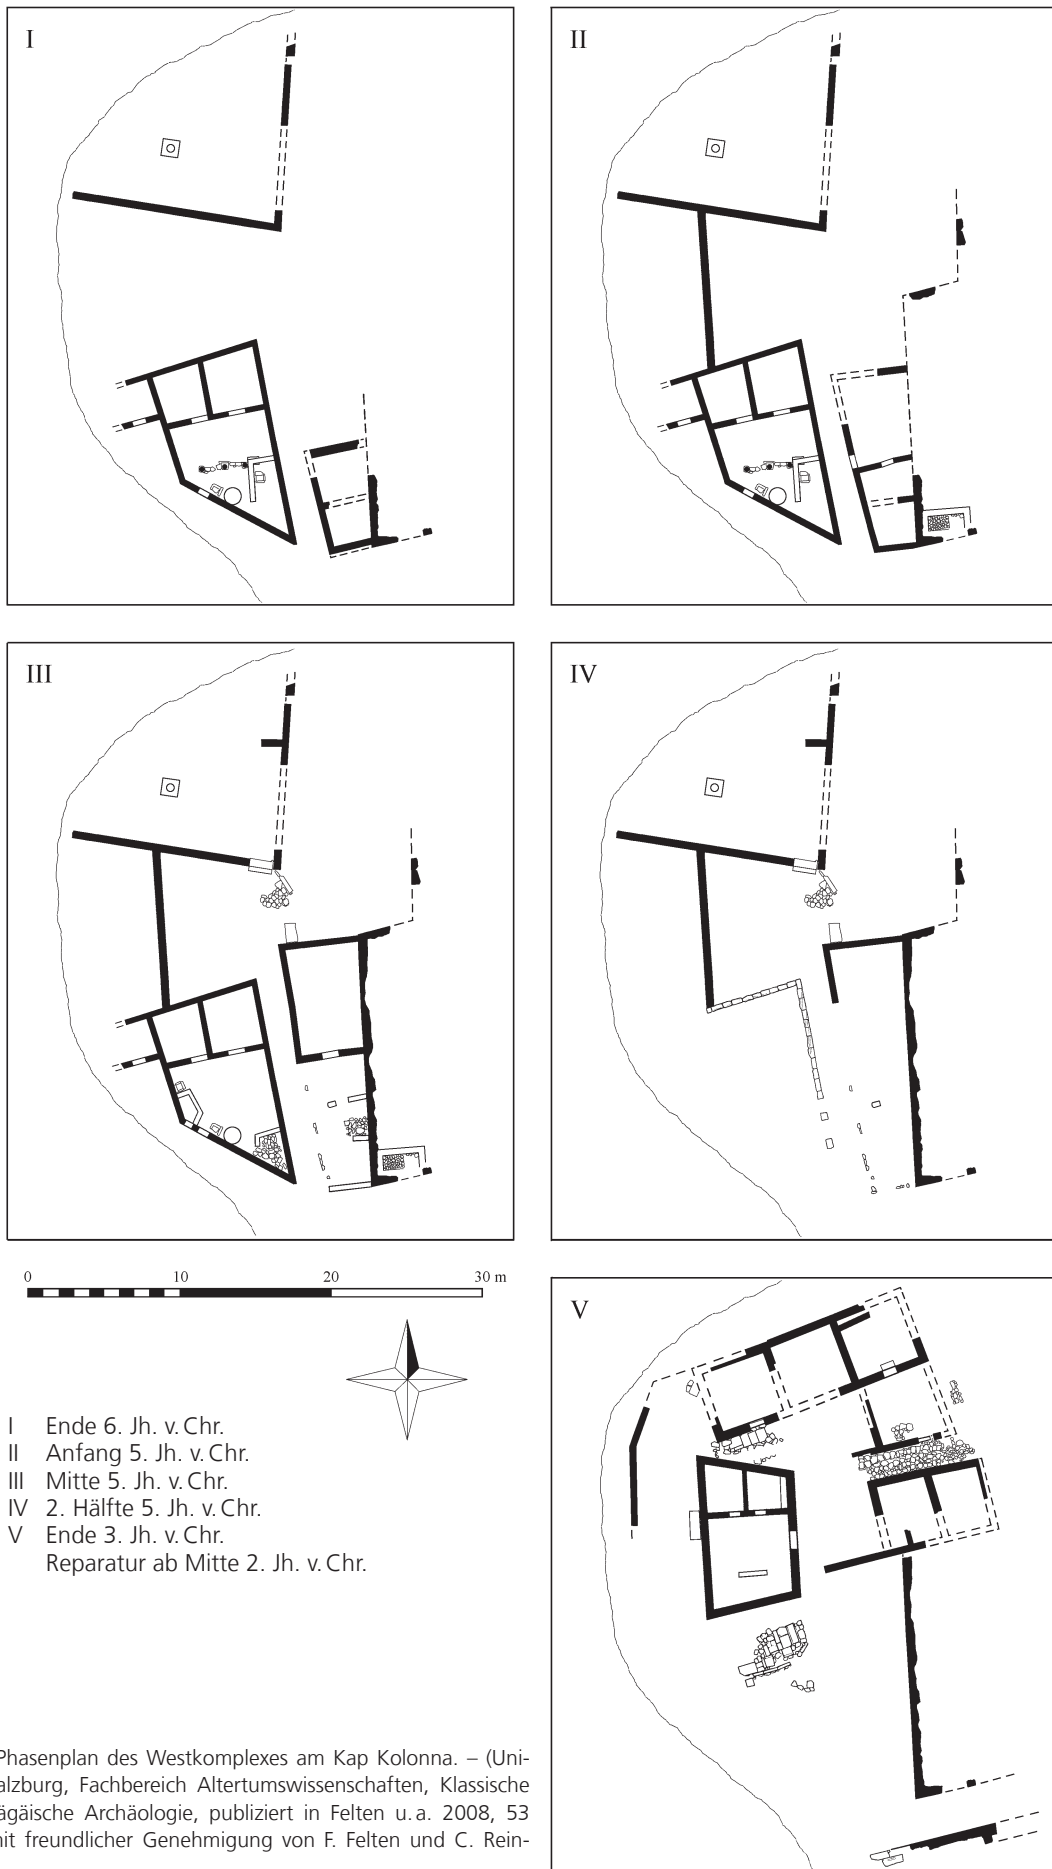 I
II
III
IV
0 10 20 30 m
V
I Ende 6. Jh. v. Chr.
II Anfang 5. Jh. v. Chr.
III Mitte 5. Jh. v. Chr.
IV 2. Hälfte 5. Jh. v. Chr.
V Ende 3. Jh. v. Chr.
Reparatur ab Mitte 2. Jh. v. Chr.
Phasenplan des Westkomplexes am Kap Kolonna. – (Uni-
alzburg, Fachbereich Altertumswissenschaften, Klassische
ägäische Archäologie, publiziert in Felten u. a. 2008, 53
mit freundlicher Genehmigung von F. Felten und C. Rein-